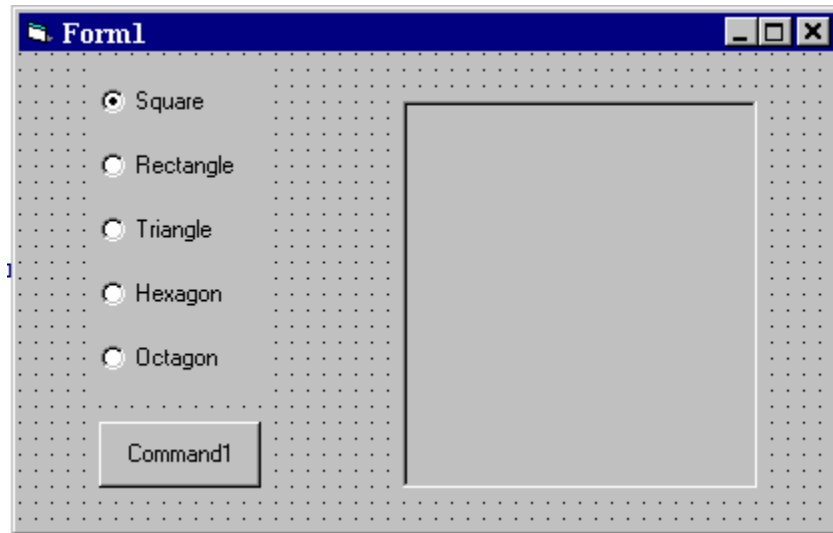 Form1
Square
Rectangle
Triangle
Hexagon
Octagon
Command1